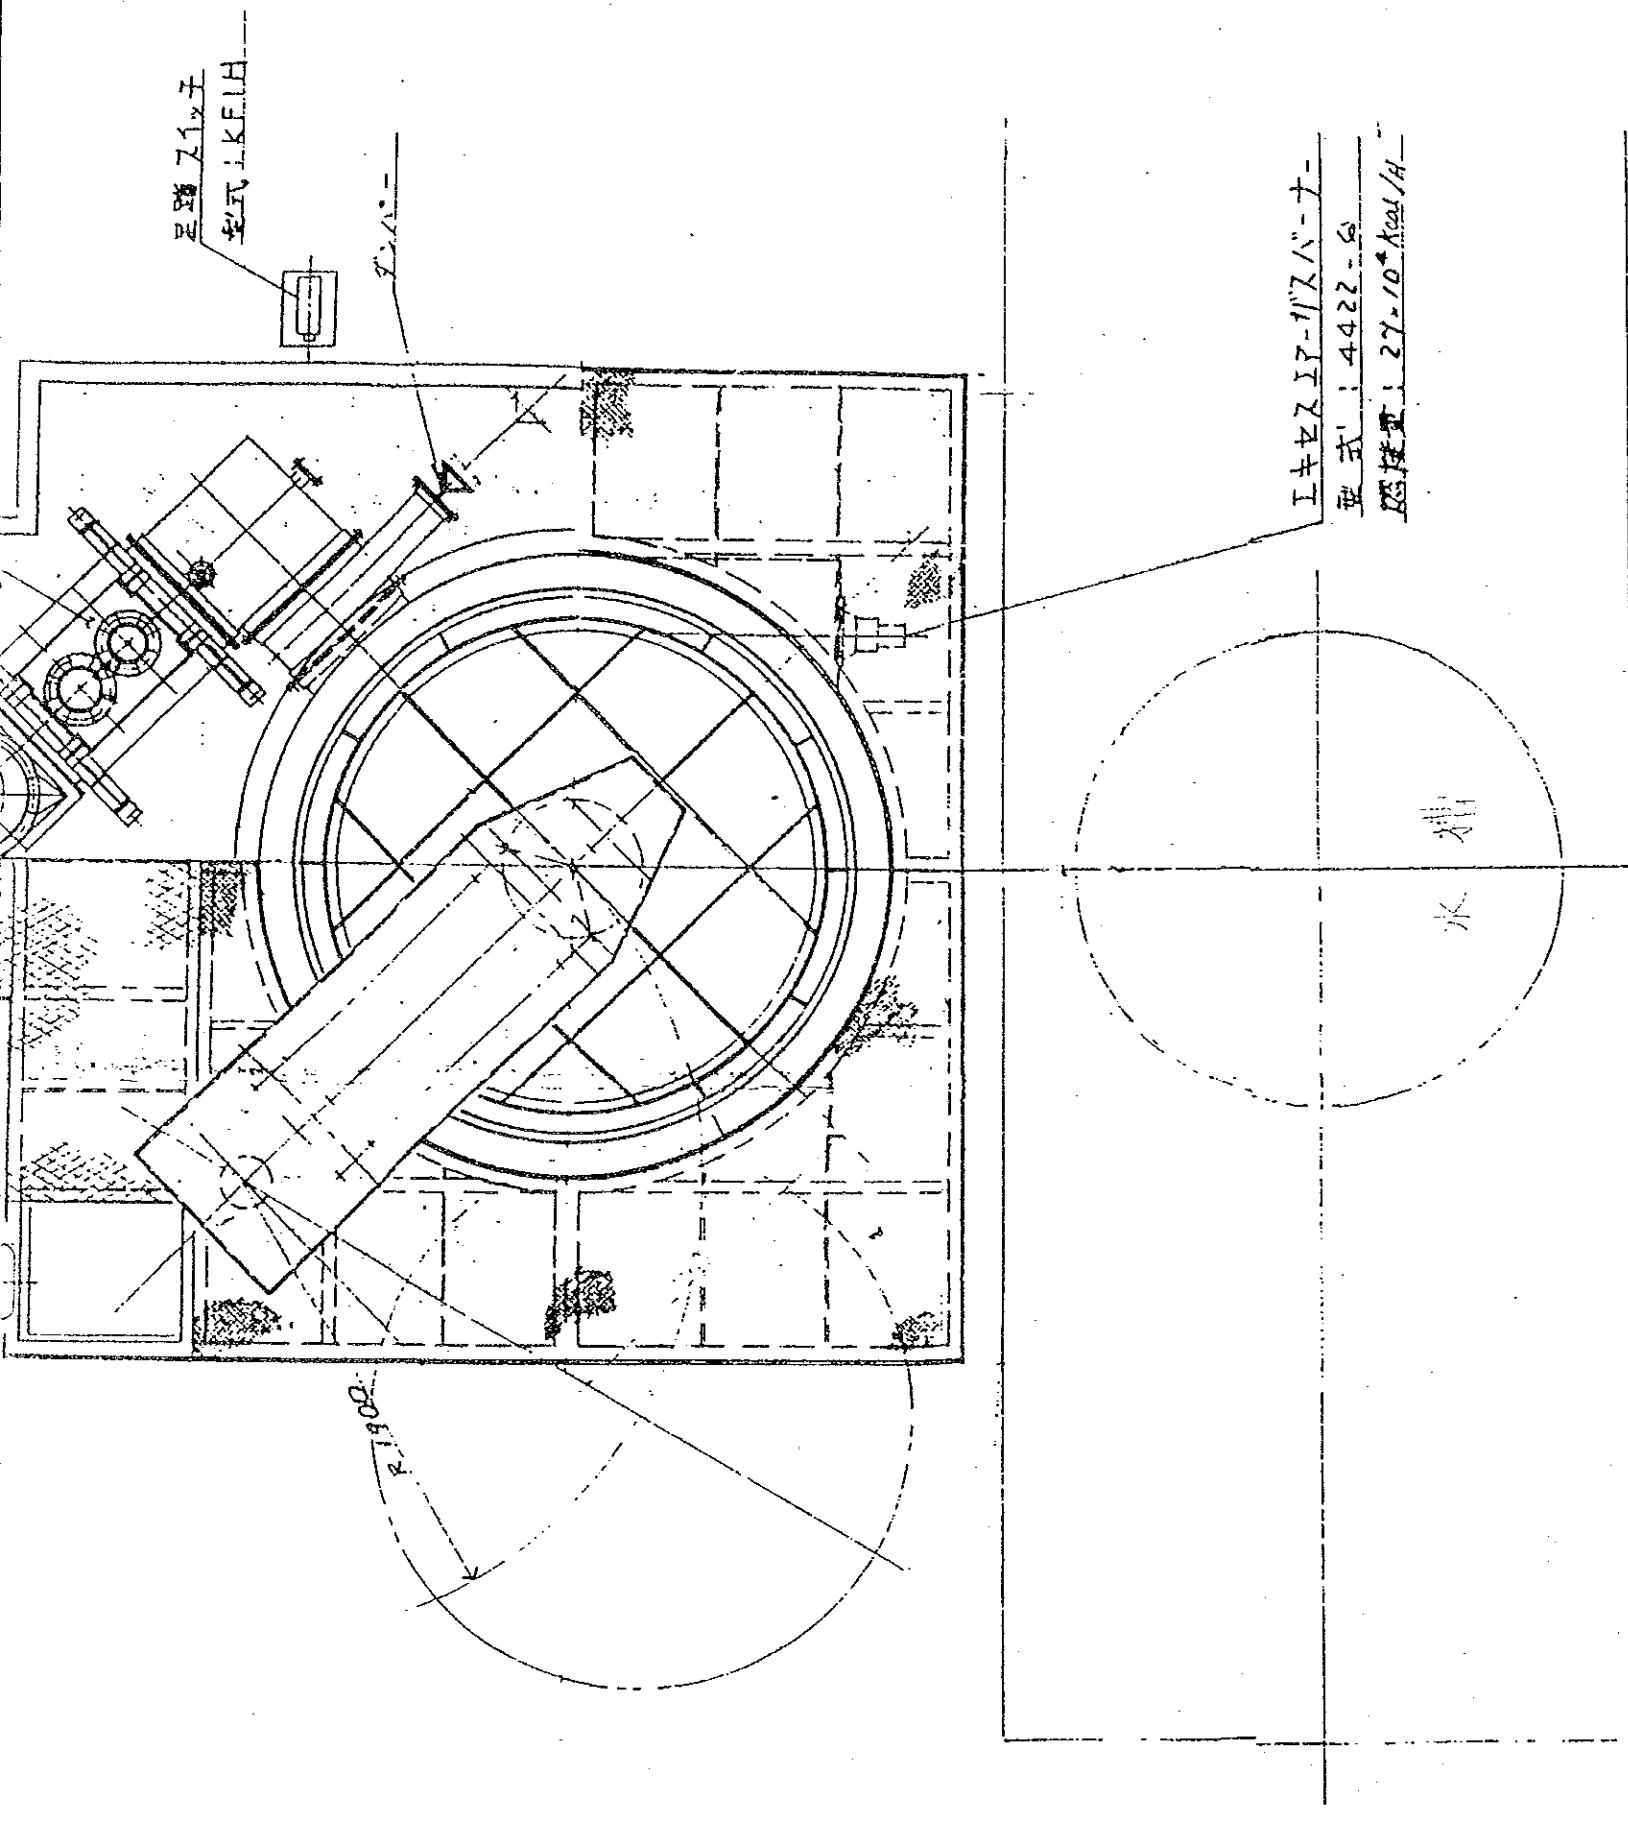 足踏スイッチ
型式:KF1H
ダンパー
エキセスエアーガスバーナー
型式:4422-6
燃焼量:27×10⁴Kcal/H
R1900
水槽